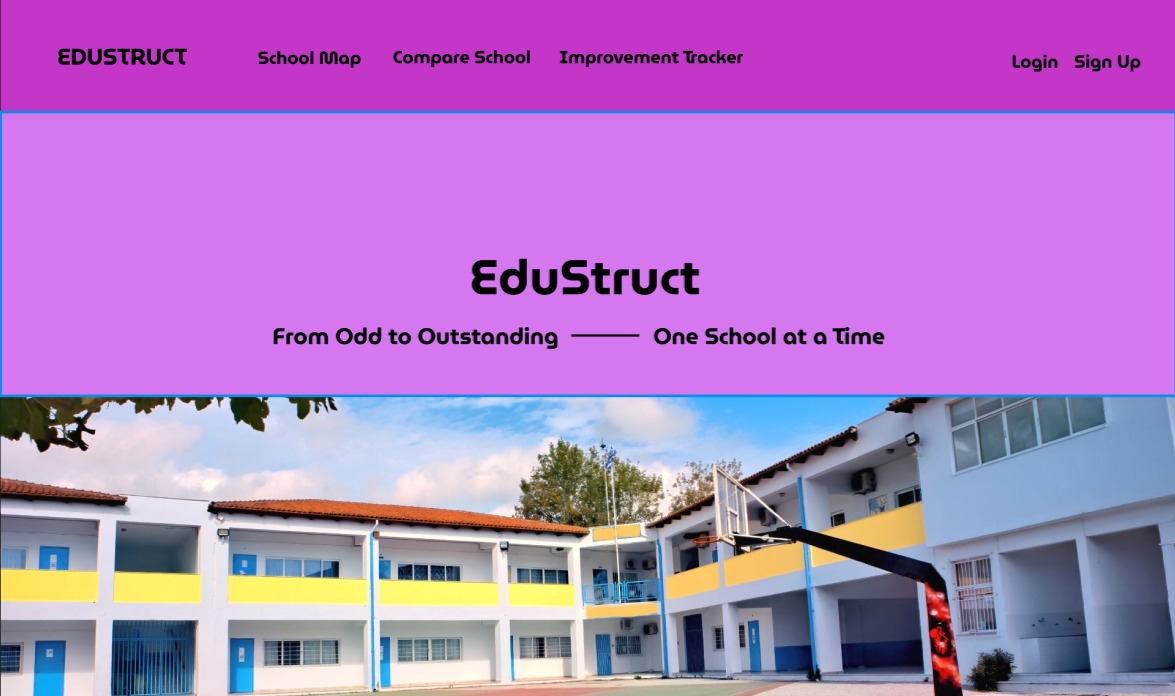 EDUSTRUCT School Map Compare School Improvement Tracker Login Sign Up
EduStruct
From Odd to Outstanding — One School at a Time